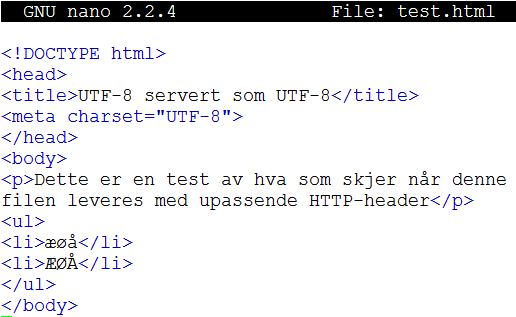 GNU nano 2.2.4 File: test.html
<!DOCTYPE html>
<head>
<title>UTF-8 servert som UTF-8</title>
<meta charset="UTF-8">
</head>
<body>
<p>Dette er en test av hva som skjer når denne
filen leveres med upassende HTTP-header</p>
<ul>
<li>æøå</li>
<li>ÆØÅ</li>
</ul>
</body>